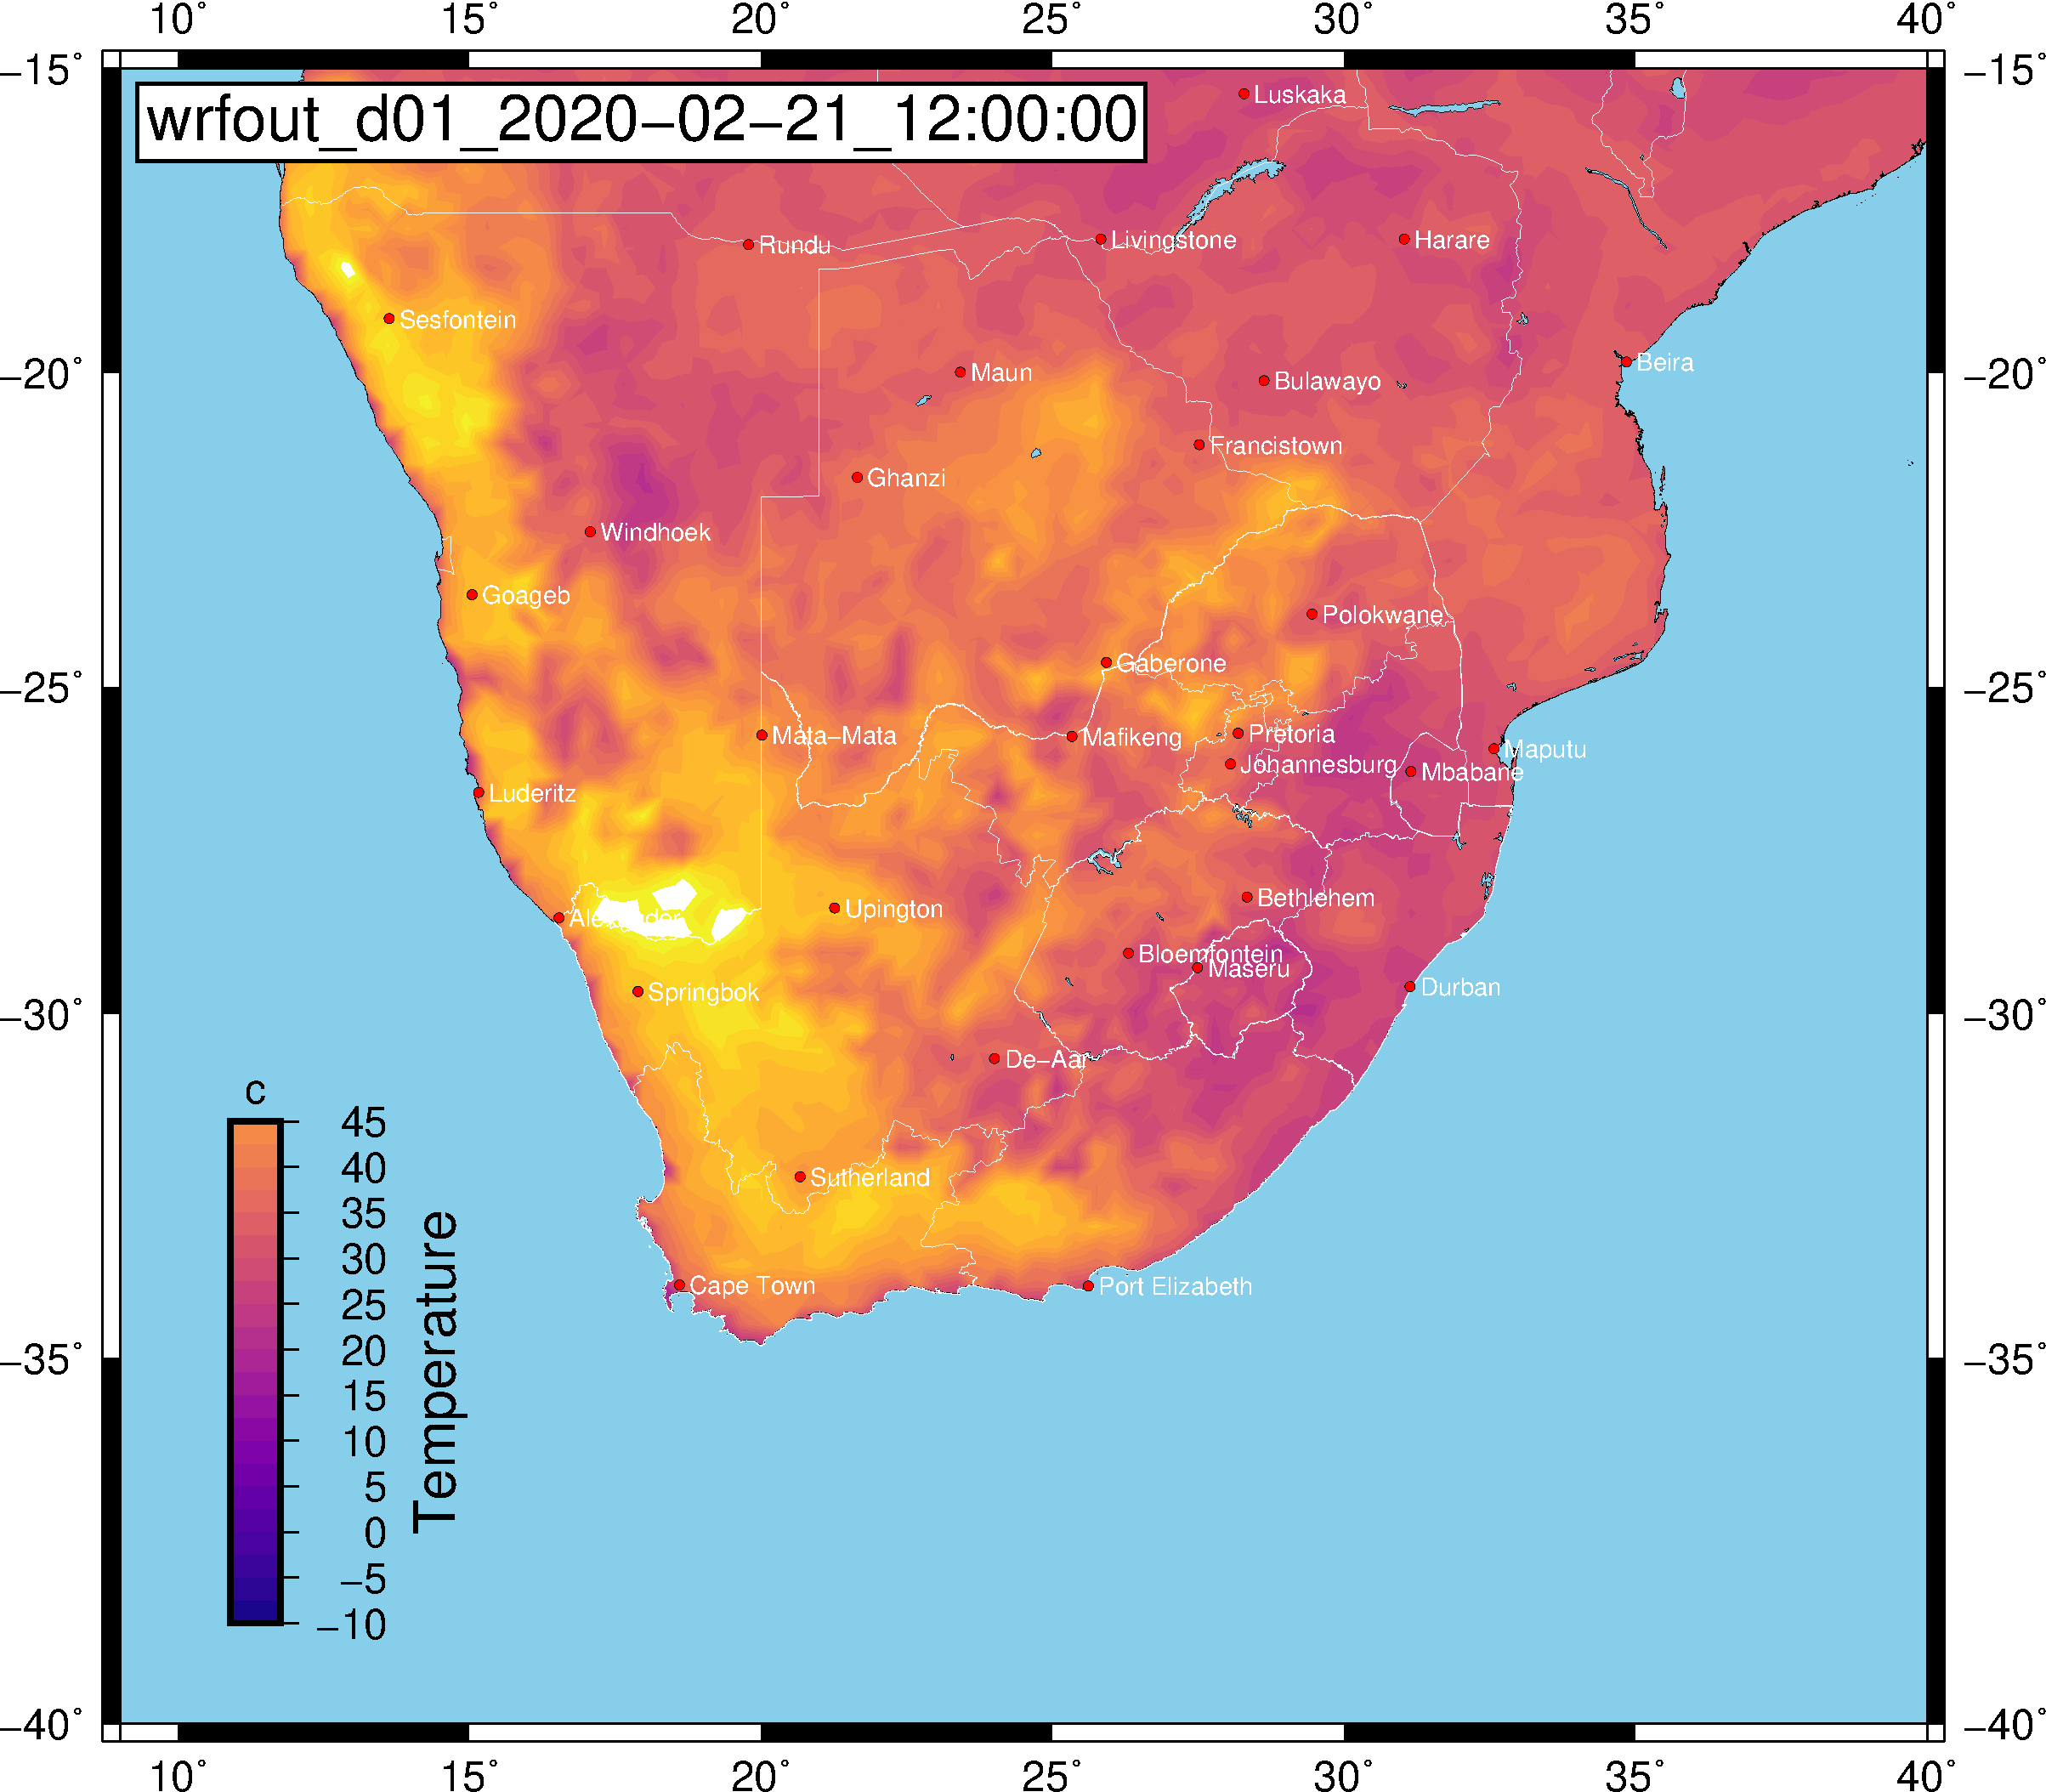 10° 15° 20° 25° 30° 35° 40°
−15° −15°
wrfout_d01_2020−02−21_12:00:00
Luskaka
Rundu
Livingstone
Harare
Sesfontein
Maun
Bulawayo
Beira
−20° −20°
Francistown
Ghanzi
Windhoek
Goageb
Polokwane
Gaberone
−25° −25°
Mata−Mata
Mafikeng
Pretoria
Johannesburg
Mbabane
Maputu
Luderitz
Alexander
Upington
Bethlehem
Bloemfontein
Maseru
Springbok
Durban
−30° −30°
De−Aar
Sutherland
Cape Town
Port Elizabeth
−35° −35°
c
45
40
35
30
25
20
15
10
5
0
−5
−10
Temperature
−40° −40°
10° 15° 20° 25° 30° 35° 40°